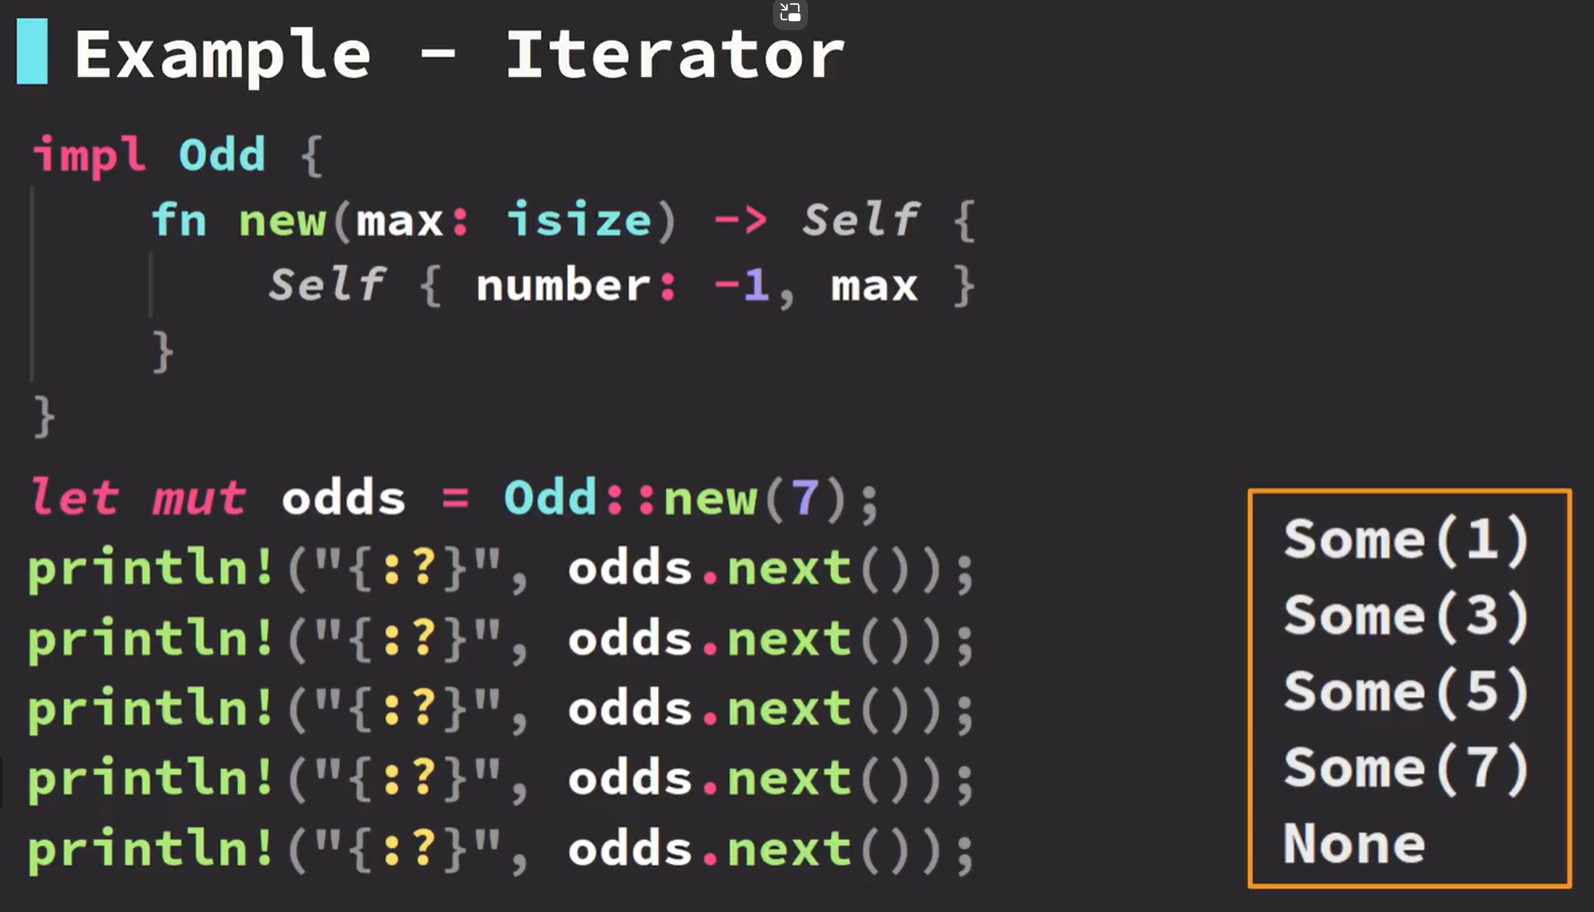 Example - Iterator
impl Odd {
    fn new(max: isize) -> Self {
        Self { number: -1, max }
    }
}
let mut odds = Odd::new(7);
println!("{:?}", odds.next());
println!("{:?}", odds.next());
println!("{:?}", odds.next());
println!("{:?}", odds.next());
println!("{:?}", odds.next());
Some(1)
Some(3)
Some(5)
Some(7)
None